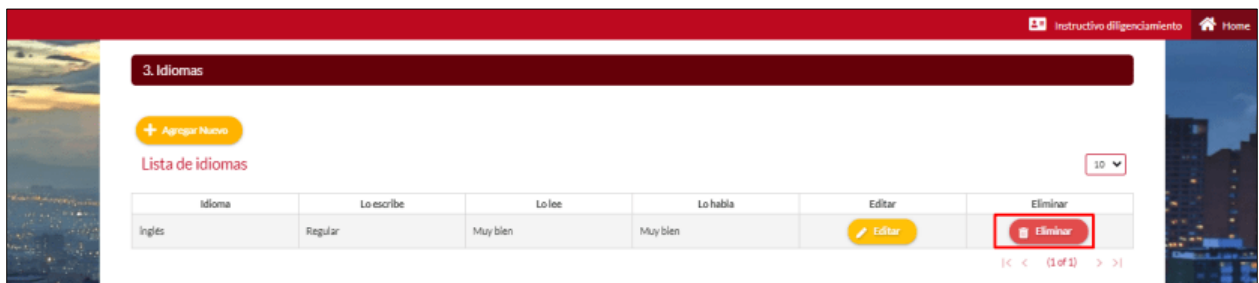 Instructivo diligenciamiento Home
3. Idiomas
Agregar Nuevo
Lista de idiomas 10
Idioma Lo escribe Lo lee Lo habla Editar Eliminar
inglés Regular Muy bien Muy bien Editar Eliminar
|< < (1 of 1) > >|